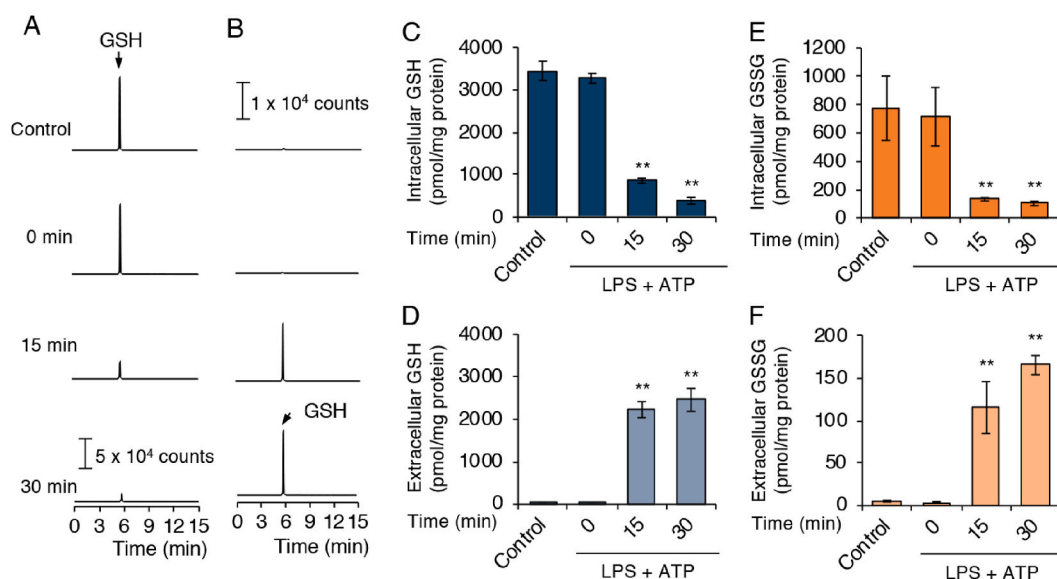 A
GSH
Control
0 min
15 min
5 x 10⁴ counts
30 min
0 3 6 9 12 15
Time (min)
B
1 x 10⁴ counts
GSH
0 3 6 9 12 15
Time (min)
C
Intracellular GSH
(pmol/mg protein)
4000
3000
2000
1000
0
**
**
Time (min)
Control
0
15
30
LPS + ATP
D
Extracellular GSH
(pmol/mg protein)
4000
3000
2000
1000
0
**
**
Time (min)
Control
0
15
30
LPS + ATP
E
Intracellular GSSG
(pmol/mg protein)
1200
1000
800
600
400
200
0
**
**
Time (min)
Control
0
15
30
LPS + ATP
F
Extracellular GSSG
(pmol/mg protein)
200
150
100
50
0
**
**
Time (min)
Control
0
15
30
LPS + ATP